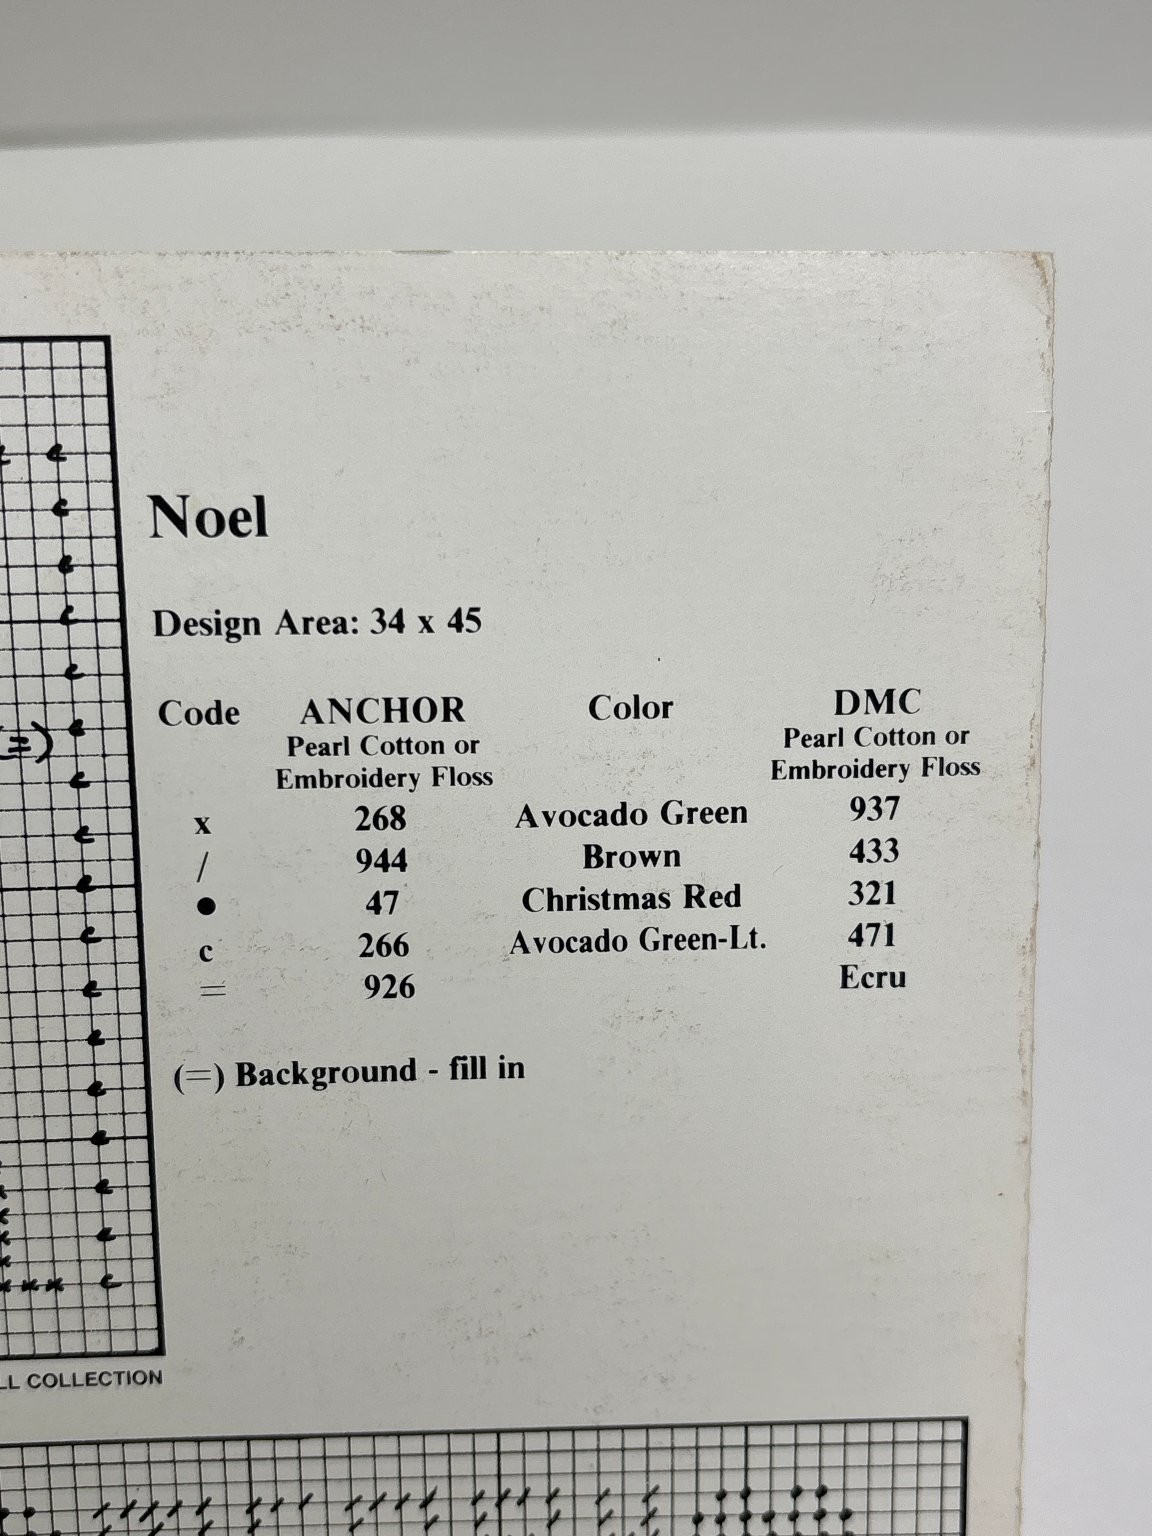 Noel
Design Area: 34 x 45
Code ANCHOR Color DMC
Pearl Cotton or Pearl Cotton or
Embroidery Floss Embroidery Floss
x 268 Avocado Green 937
/ 944 Brown 433
● 47 Christmas Red 321
c 266 Avocado Green-Lt. 471
= 926 Ecru
(=) Background - fill in
(=)
COLLECTION